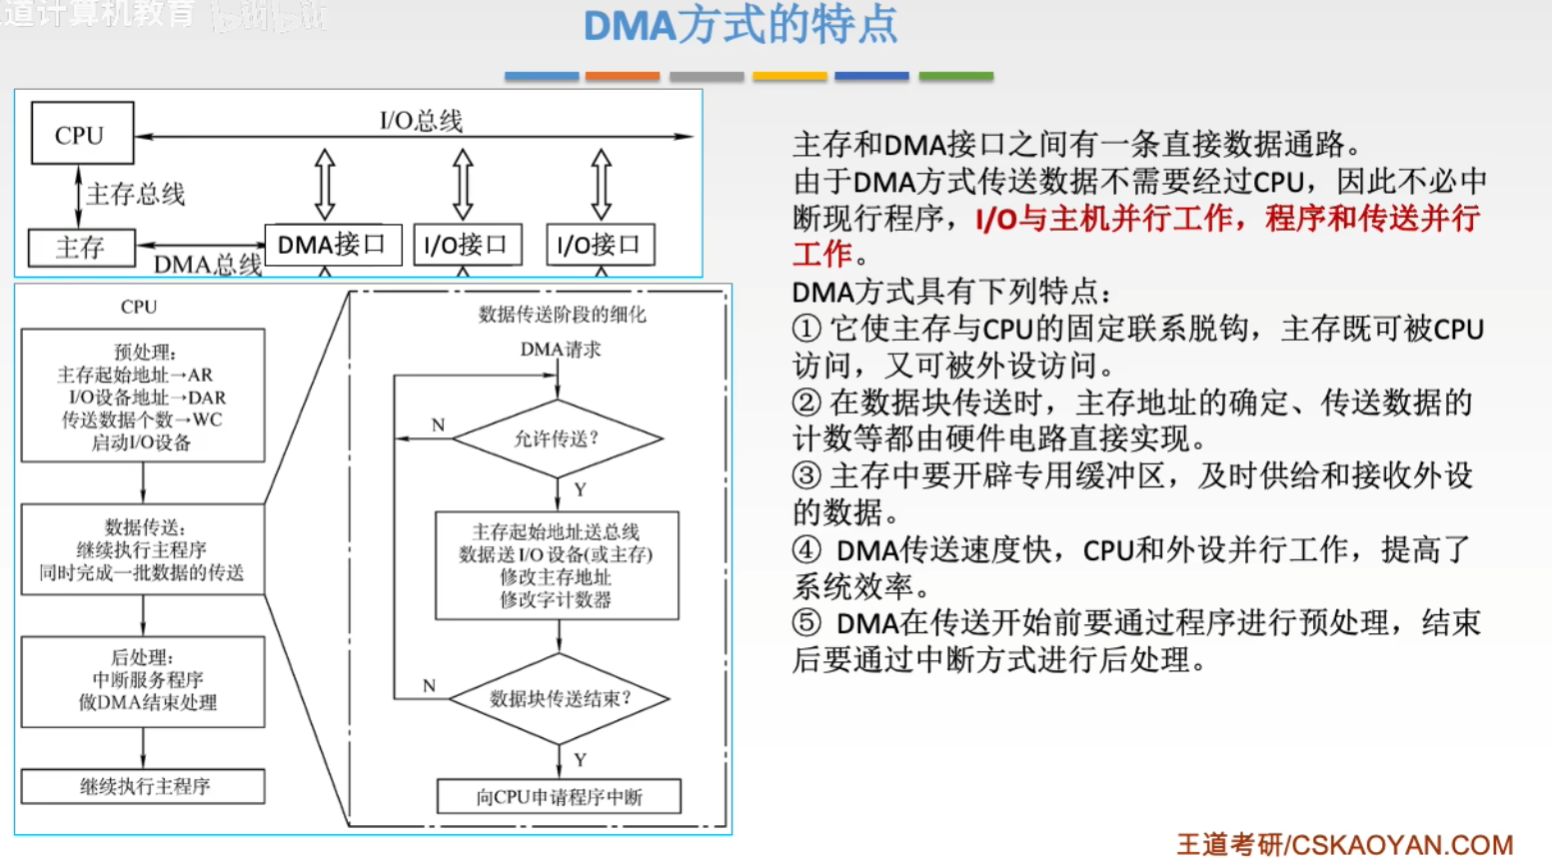 道计算机教育 bilibili
DMA方式的特点
CPU
I/O总线
主存总线
主存
DMA总线
DMA接口
I/O接口
I/O接口
CPU
预处理：
主存起始地址→AR
I/O设备地址→DAR
传送数据个数→WC
启动I/O设备
数据传送：
继续执行主程序
同时完成一批数据的传送
后处理：
中断服务程序
做DMA结束处理
继续执行主程序
数据传送阶段的细化
DMA请求
N
允许传送？
Y
主存起始地址送总线
数据送I/O设备(或主存)
修改主存地址
修改字计数器
N
数据块传送结束？
Y
向CPU申请程序中断
主存和DMA接口之间有一条直接数据通路。
由于DMA方式传送数据不需要经过CPU，因此不必中
断现行程序，I/O与主机并行工作，程序和传送并行
工作。
DMA方式具有下列特点：
① 它使主存与CPU的固定联系脱钩，主存既可被CPU
访问，又可被外设访问。
② 在数据块传送时，主存地址的确定、传送数据的
计数等都由硬件电路直接实现。
③ 主存中要开辟专用缓冲区，及时供给和接收外设
的数据。
④ DMA传送速度快，CPU和外设并行工作，提高了
系统效率。
⑤ DMA在传送开始前要通过程序进行预处理，结束
后要通过中断方式进行后处理。
王道考研/CSKAOYAN.COM